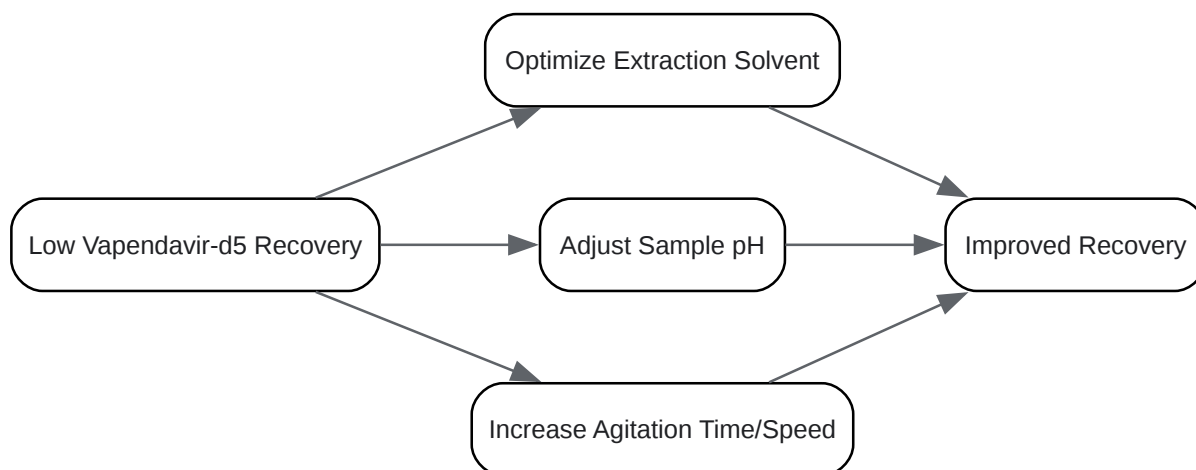 Optimize Extraction Solvent
Low Vapendavir-d5 Recovery
Adjust Sample pH
Improved Recovery
Increase Agitation Time/Speed